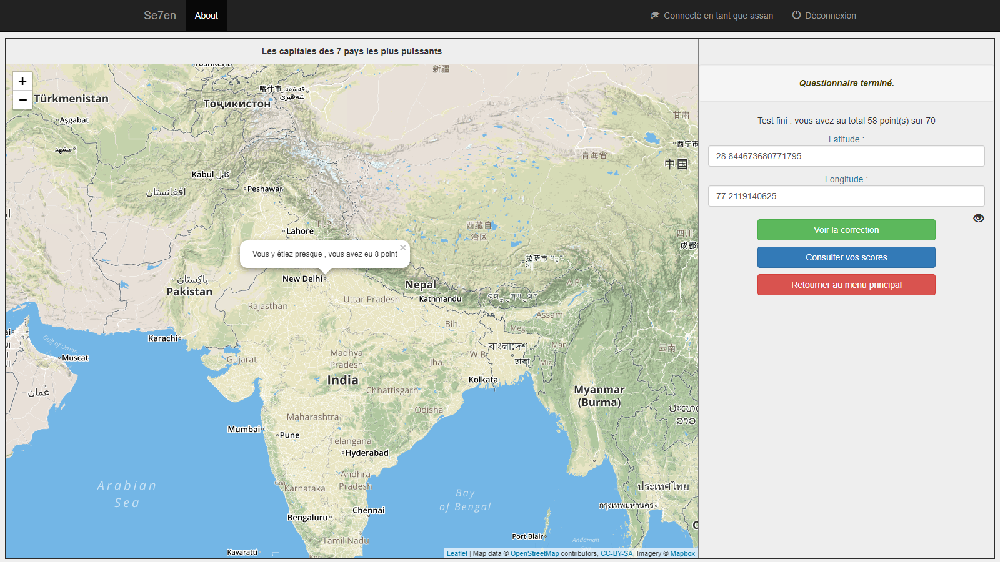 Se7en
About
Connecté en tant que assan
Déconnexion
Les capitales des 7 pays les plus puissants
+
−
Türkmenistan
Aşgabat
مشهد
Тоҷикистон
喀什市
قەشقەر
شەھىرى
新疆
甘肃
西宁市
青海省
中国
Kabul کابل
افغانستان
Peshawar
J.K.
H.P.
Lahore
西藏自
治区
四川
成都
拉萨市
Vous y étiez presque , vous avez eu 8 point
×
New Delhi
پاکستان
Pakistan
Nepal
Kathmandu
A.P.
Rajasthan
Uttar Pradesh
Assam
Bih.
Meg.
Karachi
Gulf of Oman
Muscat
Gujarat
Madhya
Pradesh
W.B.
বাংলাদেশ
ঢাকা
Man
Miz.
云南
Jha.
عُمان
India
Kolkata
Chhattisgarh
Myanmar
(Burma)
Odisha
Maharashtra
Mumbai
Pune
Telangana
Hyderabad
Andhra
Pradesh
Goa
Karnataka
Arabian
Sea
Bay
of Bengal
ประเทศไทย
กรุงเทพมหานคร
Bengaluru
Chennai
Tamil Nadu
Port Blair
Andaman
Kavaratti
Leaflet | Map data © OpenStreetMap contributors, CC-BY-SA, Imagery © Mapbox
Questionnaire terminé.
Test fini : vous avez au total 58 point(s) sur 70
Latitude :
28.844673680771795
Longitude :
77.2119140625
Voir la correction
Consulter vos scores
Retourner au menu principal